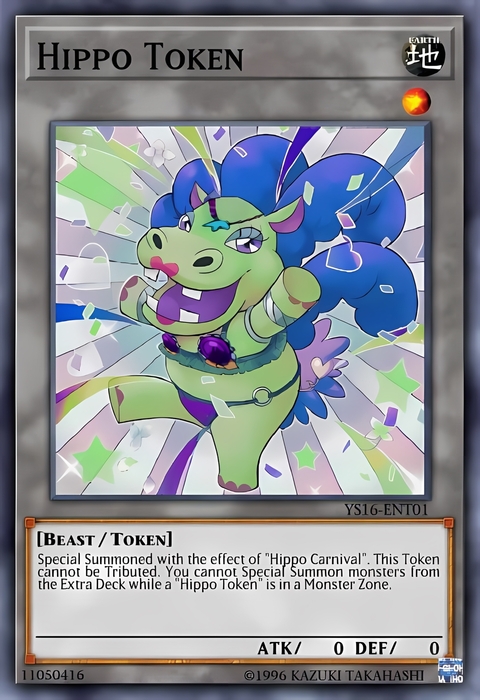 HIPPO TOKEN
EARTH
地
YS16-ENT01
[BEAST / TOKEN]
Special Summoned with the effect of "Hippo Carnival". This Token
cannot be Tributed. You cannot Special Summon monsters from
the Extra Deck while a "Hippo Token" is in a Monster Zone.
ATK/ 0 DEF/ 0
11050416
©1996 KAZUKI TAKAHASHI